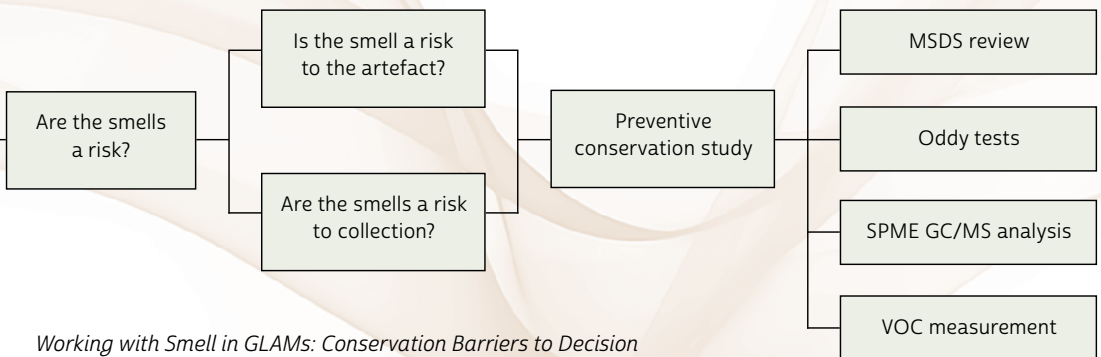 Are the smells
a risk?
Is the smell a risk
to the artefact?
Are the smells a risk
to collection?
Preventive
conservation study
MSDS review
Oddy tests
SPME GC/MS analysis
VOC measurement
Working with Smell in GLAMs: Conservation Barriers to Decision